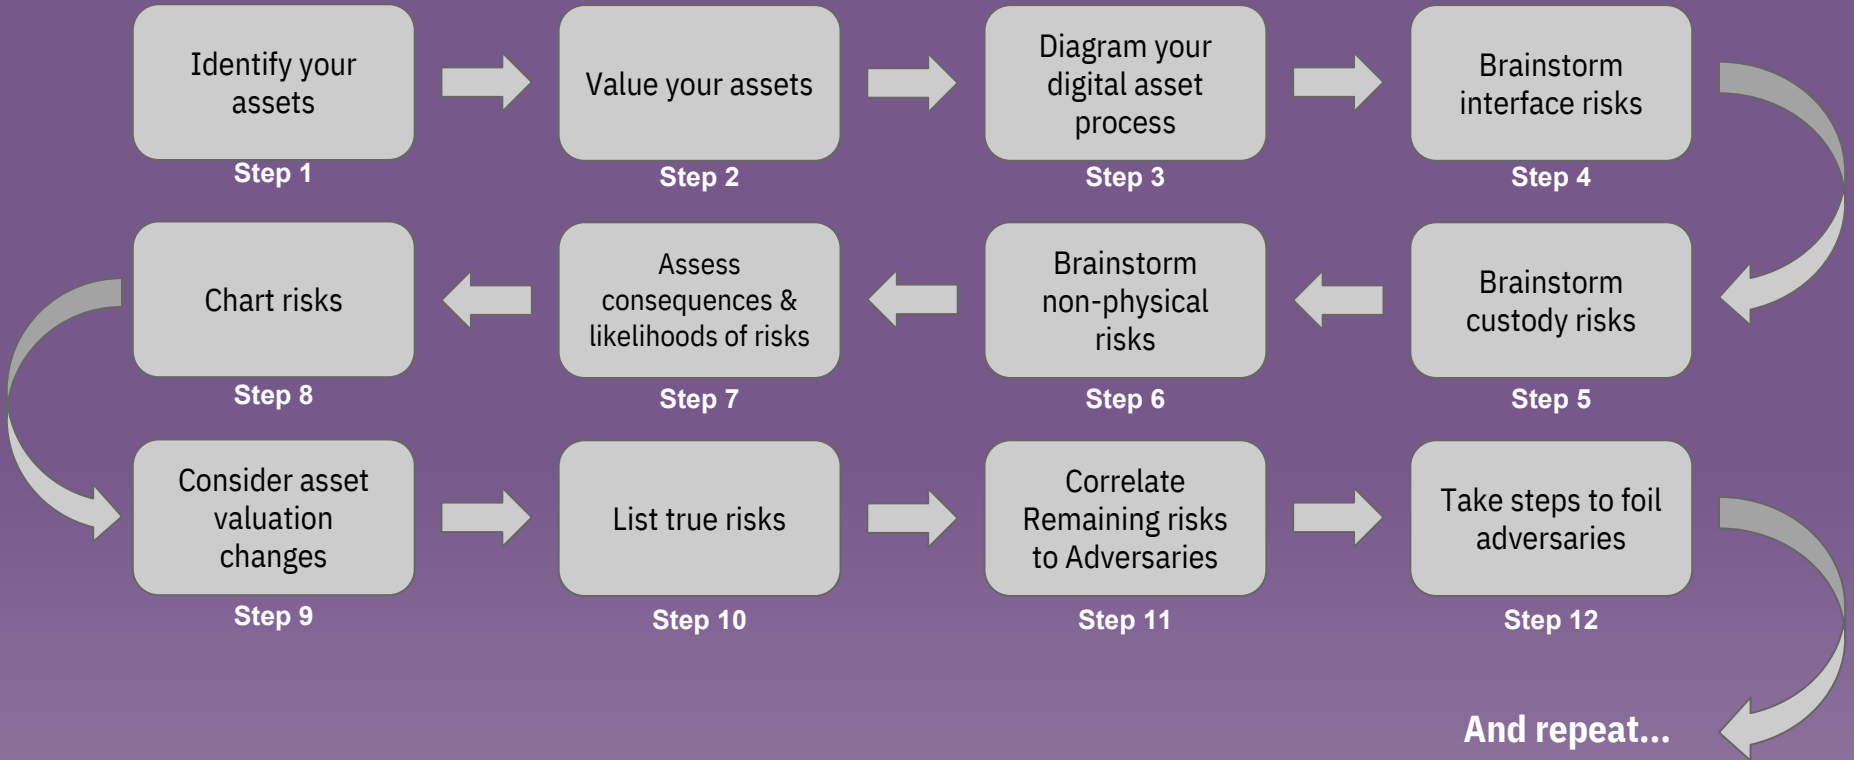 Identify your
assets
Step 1
Value your assets
Step 2
Diagram your
digital asset
process
Step 3
Brainstorm
interface risks
Step 4
Brainstorm
custody risks
Step 5
Brainstorm
non-physical
risks
Step 6
Assess
consequences &
likelihoods of risks
Step 7
Chart risks
Step 8
Consider asset
valuation
changes
Step 9
List true risks
Step 10
Correlate
Remaining risks
to Adversaries
Step 11
Take steps to foil
adversaries
Step 12
And repeat...